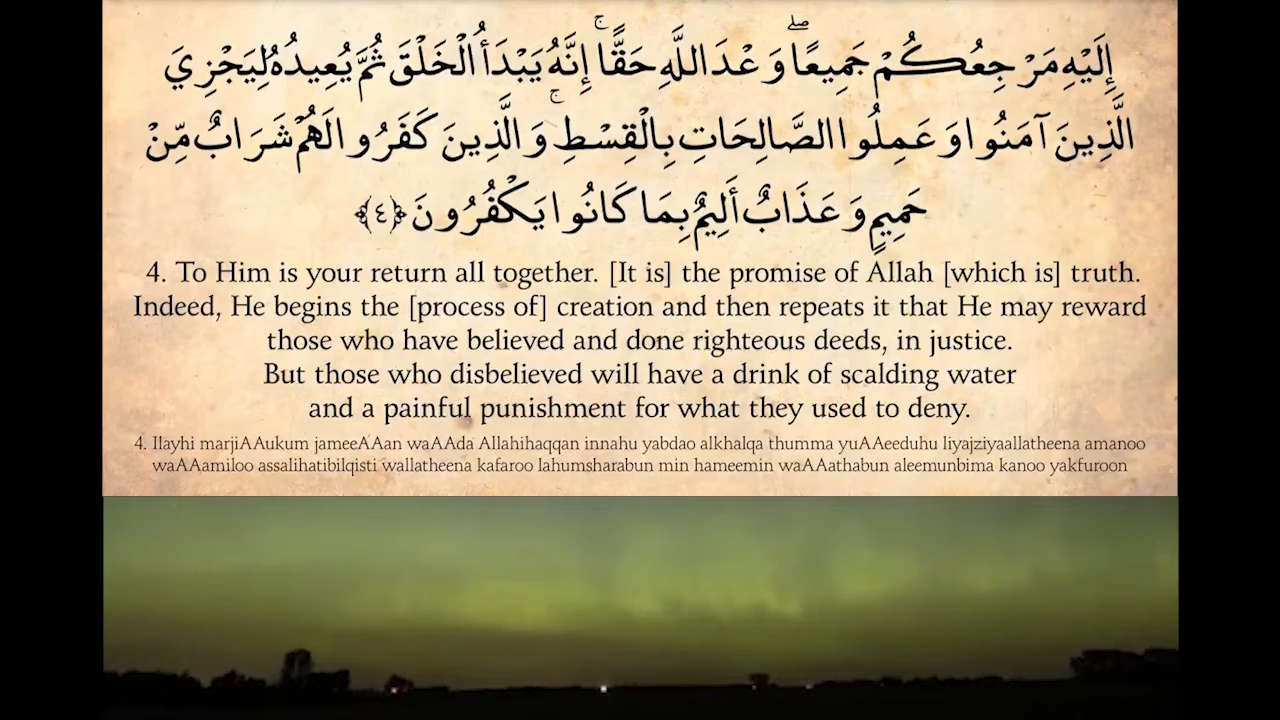 إِلَيْهِ مَرْجِعُكُمْ جَمِيعًا ۖ وَعْدَ اللَّهِ حَقًّا ۚ إِنَّهُ يَبْدَأُ الْخَلْقَ ثُمَّ يُعِيدُهُ لِيَجْزِيَ
الَّذِينَ آمَنُوا وَعَمِلُوا الصَّالِحَاتِ بِالْقِسْطِ ۚ وَالَّذِينَ كَفَرُوا لَهُمْ شَرَابٌ مِّنْ
حَمِيمٍ وَعَذَابٌ أَلِيمٌ بِمَا كَانُوا يَكْفُرُونَ ﴿٤﴾
4. To Him is your return all together. [It is] the promise of Allah [which is] truth.
Indeed, He begins the [process of] creation and then repeats it that He may reward
those who have believed and done righteous deeds, in justice.
But those who disbelieved will have a drink of scalding water
and a painful punishment for what they used to deny.
4. Ilayhi marjiAAukum jameeAAan waAAda Allahihaqqan innahu yabdao alkhalqa thumma yuAAeeduhu liyajziyaallatheena amanoo
waAAamiloo assalihatibilqisti wallatheena kafaroo lahumsharabun min hameemin waAAathabun aleemunbima kanoo yakfuroon